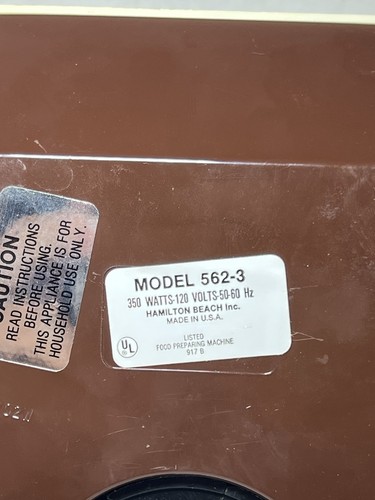 CAUTION
READ INSTRUCTIONS
BEFORE USING.
THIS APPLIANCE IS FOR
HOUSEHOLD USE ONLY.
MODEL 562-3
350 WATTS-120 VOLTS-50-60 Hz
HAMILTON BEACH Inc.
MADE IN U.S.A.
UL
LISTED
FOOD PREPARING MACHINE
917 B